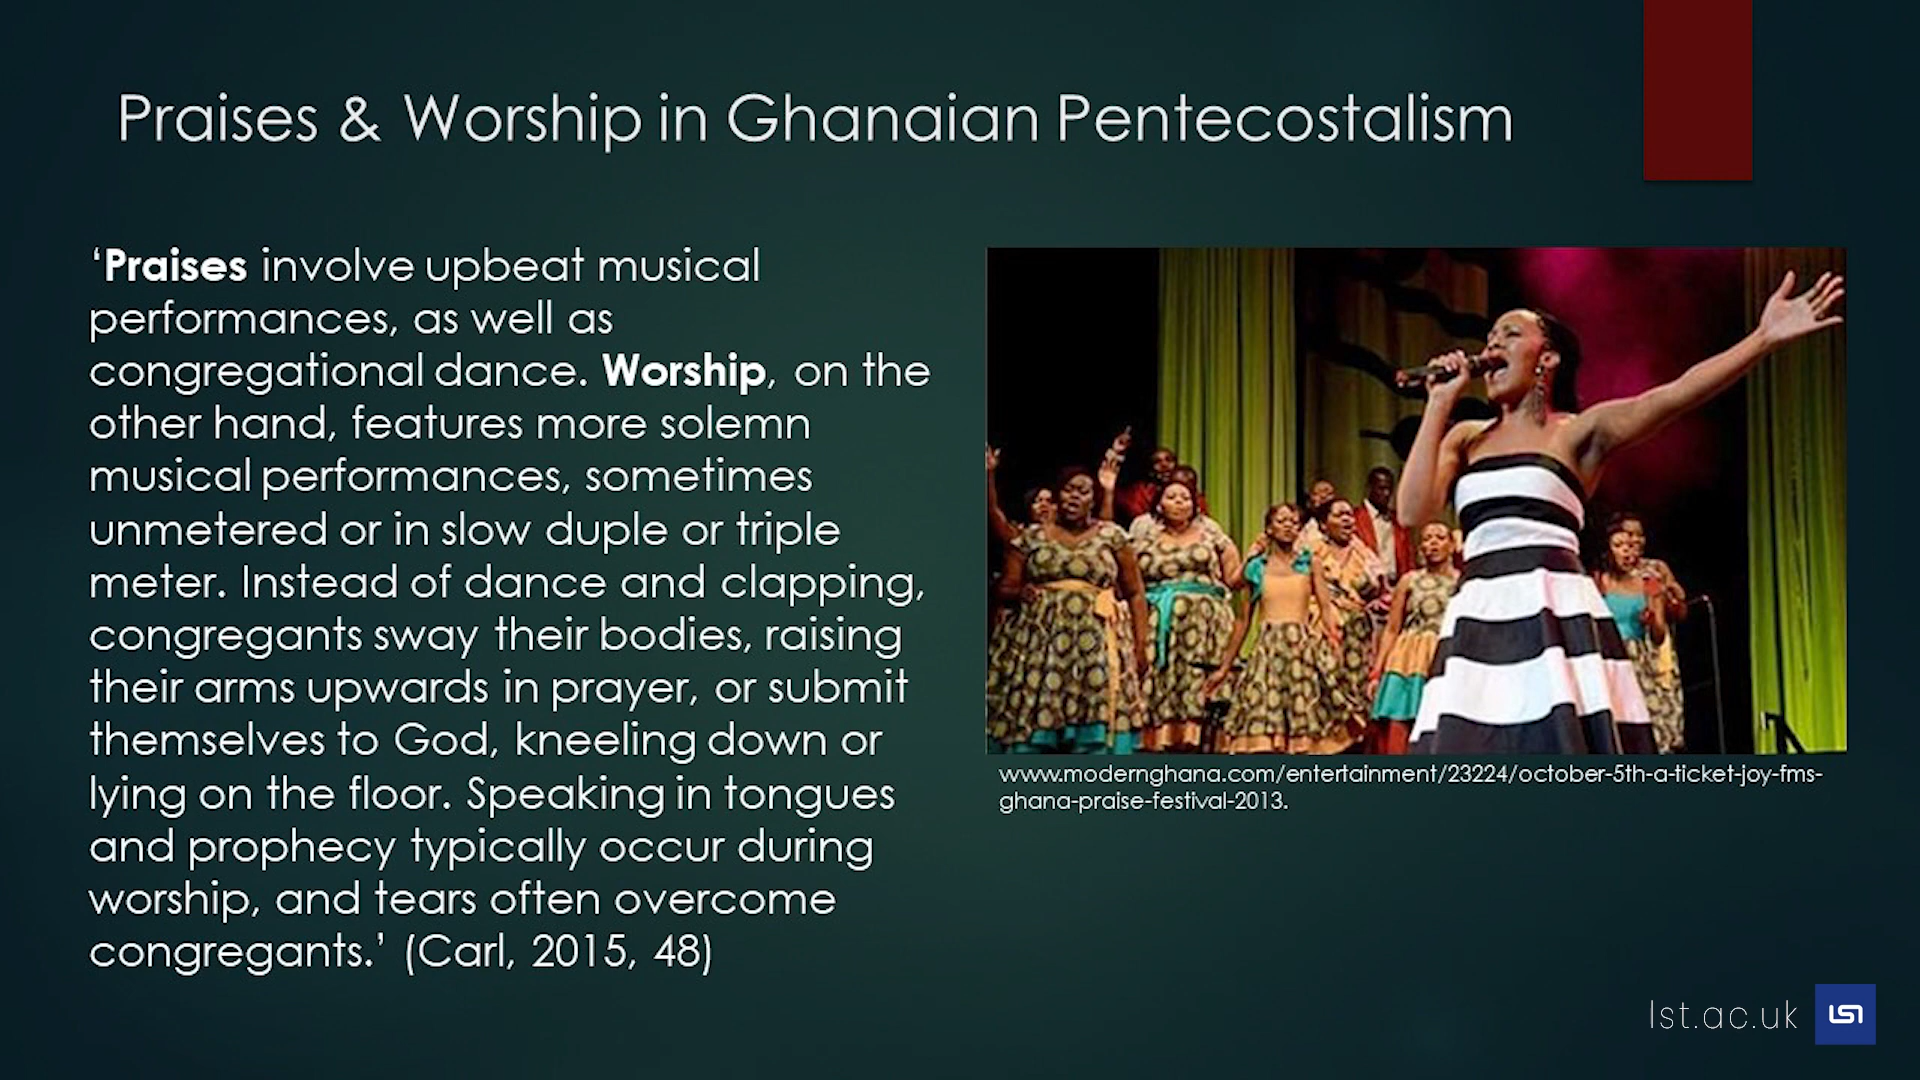 Praises & Worship in Ghanaian Pentecostalism
‘Praises involve upbeat musical
performances, as well as
congregational dance. Worship, on the
other hand, features more solemn
musical performances, sometimes
unmetered or in slow duple or triple
meter. Instead of dance and clapping,
congregants sway their bodies, raising
their arms upwards in prayer, or submit
themselves to God, kneeling down or
lying on the floor. Speaking in tongues
and prophecy typically occur during
worship, and tears often overcome
congregants.’ (Carl, 2015, 48)
www.modernghana.com/entertainment/23224/october-5th-a-ticket-joy-fms-
ghana-praise-festival-2013.
lst.ac.uk LST